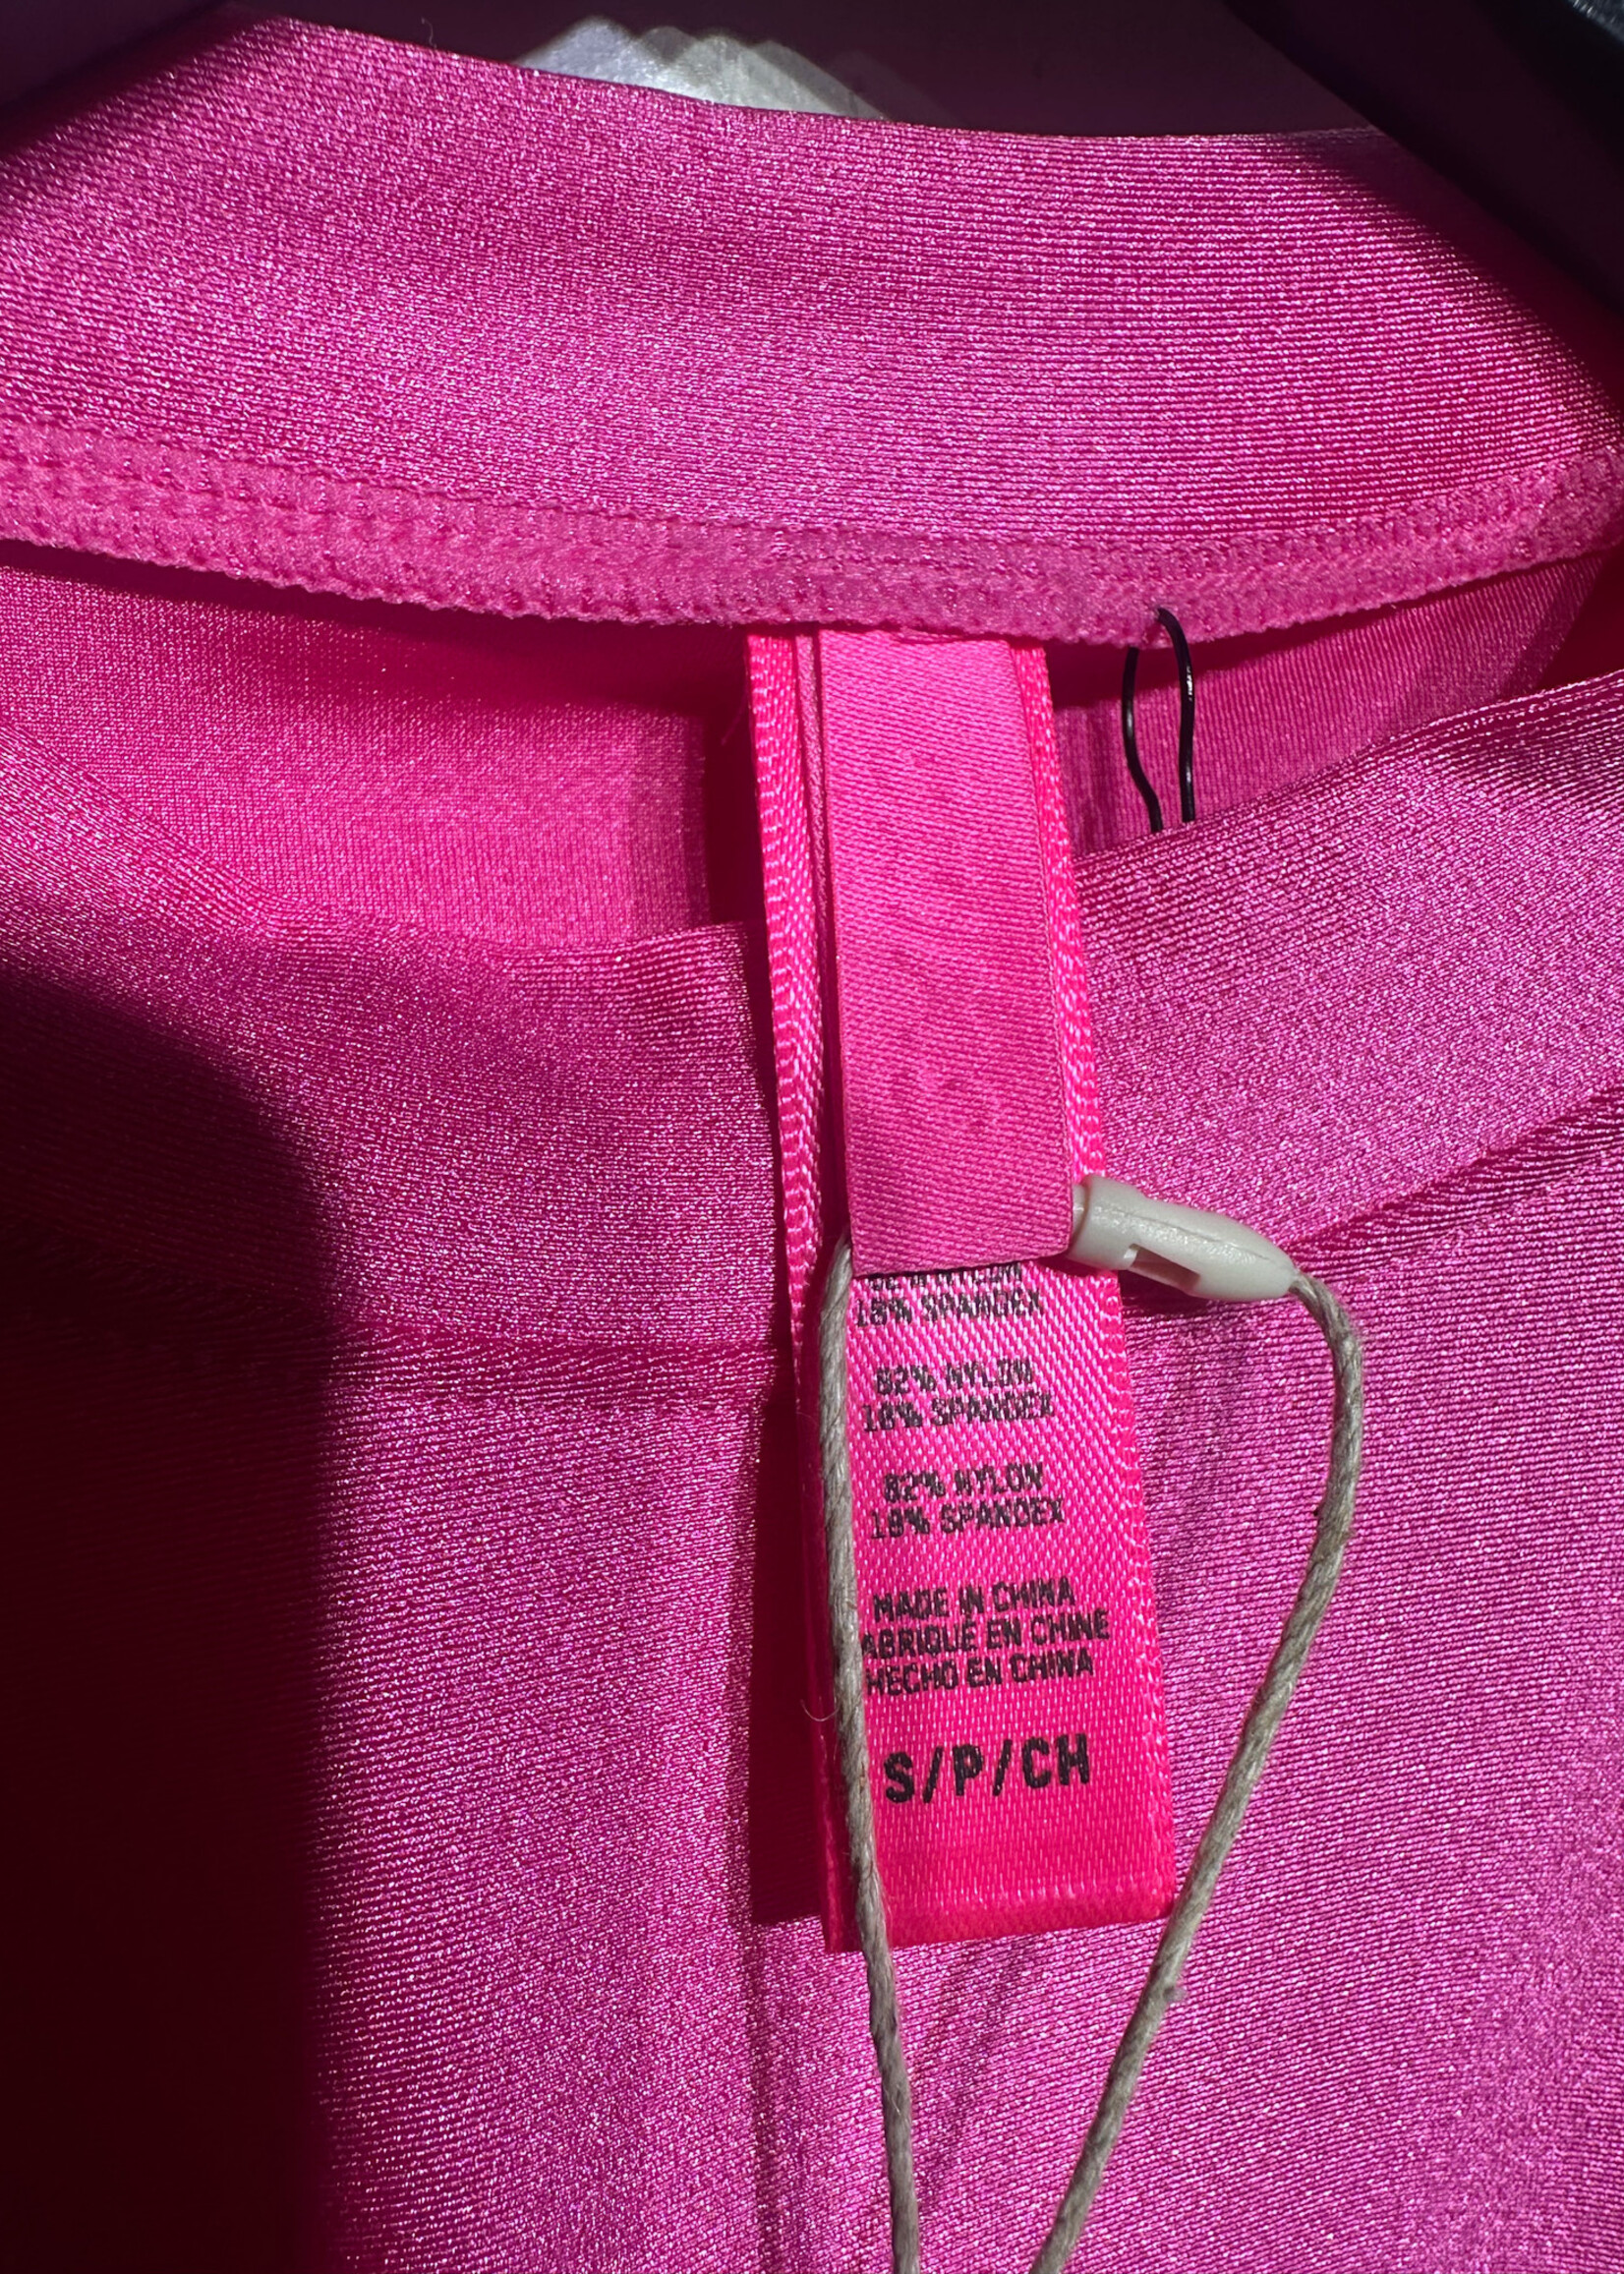 18% SPANDEX
82% NYLON
18% SPANDEX
82% NYLON
18% SPANDEX
MADE IN CHINA
ABRIQUÉ EN CHINE
HECHO EN CHINA
S/P/CH